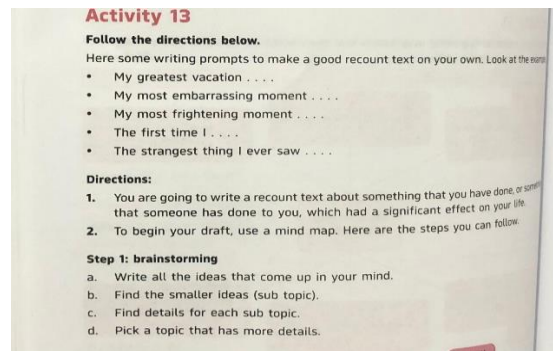 Activity 13
Follow the directions below.
Here some writing prompts to make a good recount text on your own. Look at the
• My greatest vacation . . . .
• My most embarrassing moment . . . .
• My most frightening moment . . . .
• The first time I . . . .
• The strangest thing I ever saw . . . .
Directions:
1. You are going to write a recount text about something that you have done, or
that someone has done to you, which had a significant effect on your life.
2. To begin your draft, use a mind map. Here are the steps you can follow.
Step 1: brainstorming
a. Write all the ideas that come up in your mind.
b. Find the smaller ideas (sub topic).
c. Find details for each sub topic.
d. Pick a topic that has more details.